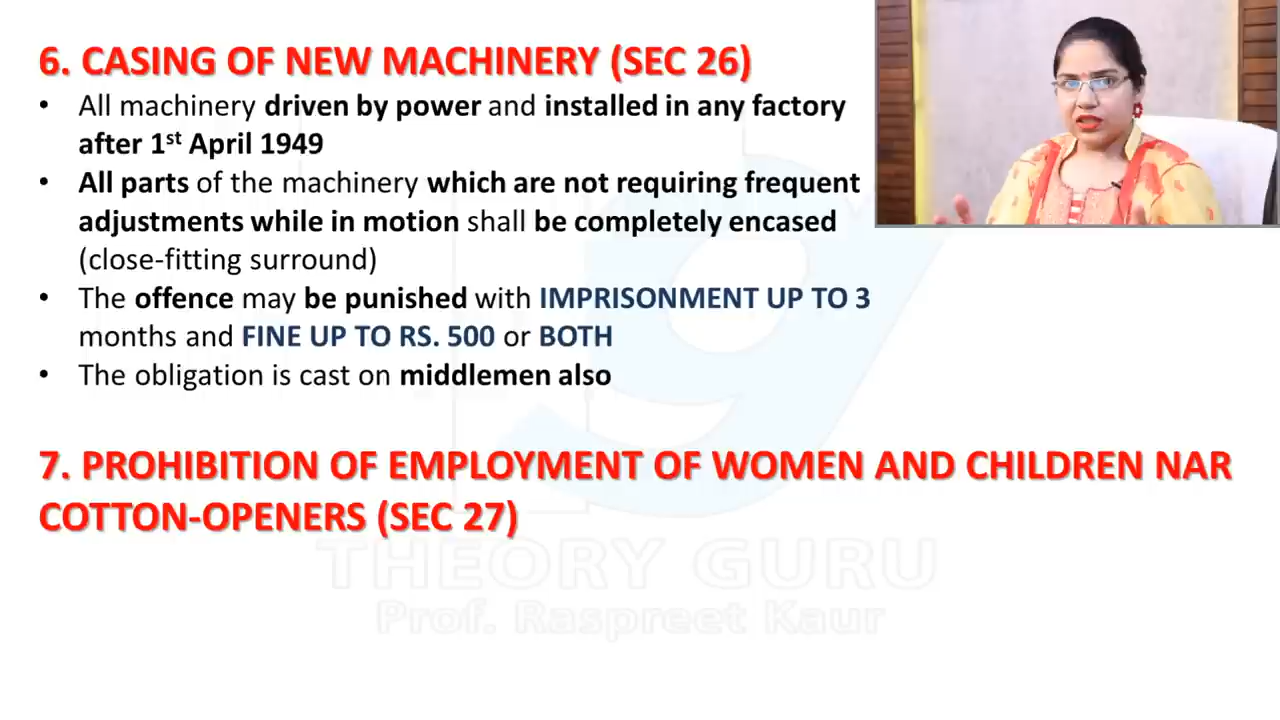 6. CASING OF NEW MACHINERY (SEC 26)
• All machinery driven by power and installed in any factory
after 1st April 1949
• All parts of the machinery which are not requiring frequent
adjustments while in motion shall be completely encased
(close-fitting surround)
• The offence may be punished with IMPRISONMENT UP TO 3
months and FINE UP TO RS. 500 or BOTH
• The obligation is cast on middlemen also
7. PROHIBITION OF EMPLOYMENT OF WOMEN AND CHILDREN NAR
COTTON-OPENERS (SEC 27)
THEORY GURU
Prof. Raspreet Kaur